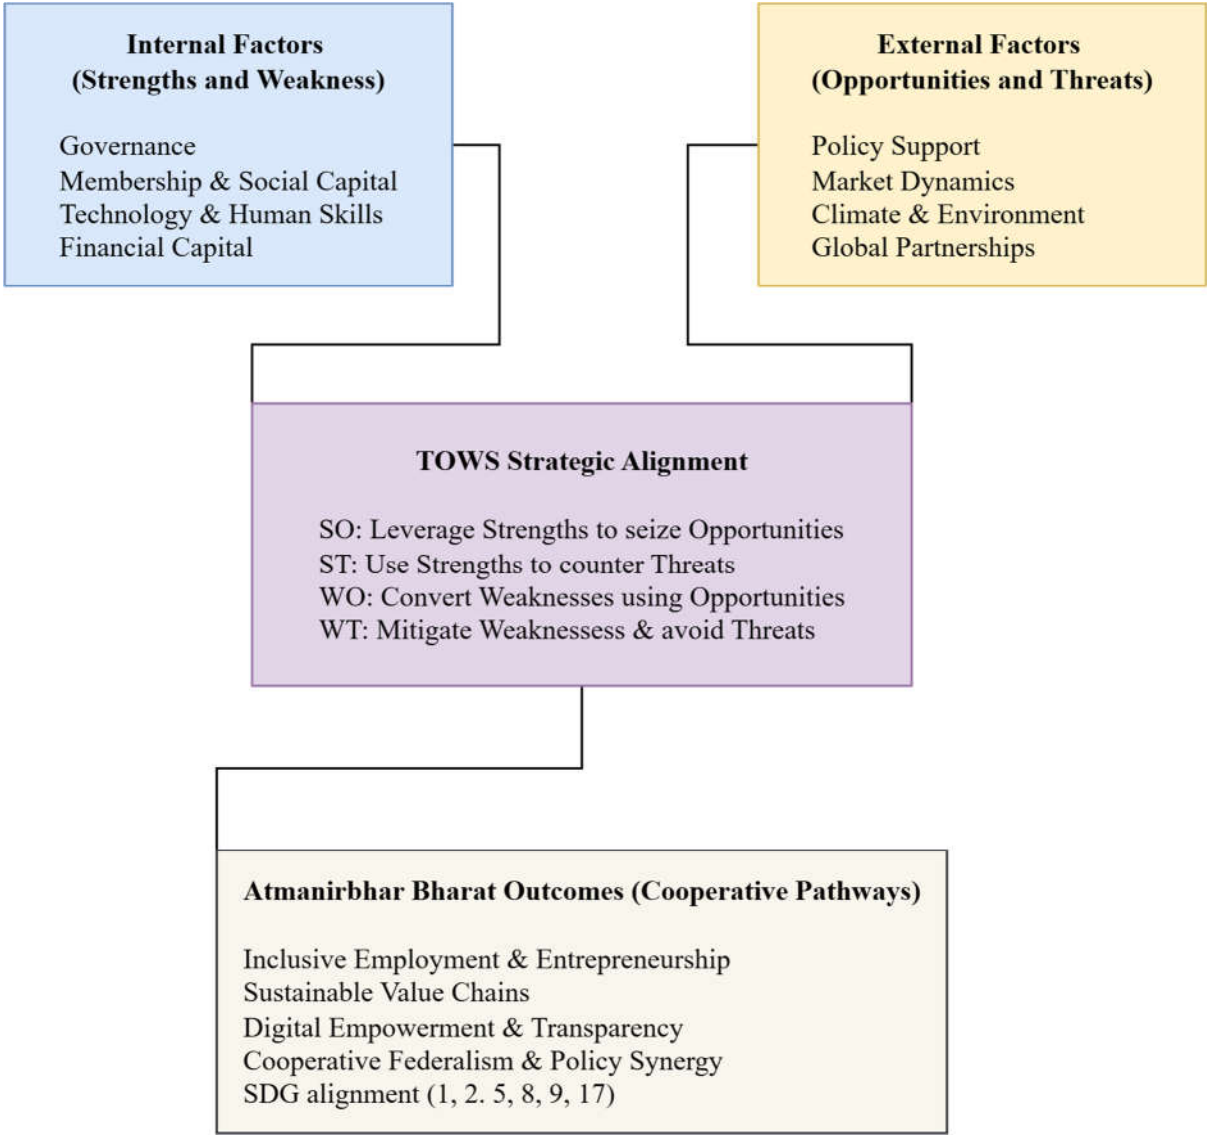 Internal Factors
(Strengths and Weakness)
Governance
Membership & Social Capital
Technology & Human Skills
Financial Capital
External Factors
(Opportunities and Threats)
Policy Support
Market Dynamics
Climate & Environment
Global Partnerships
TOWS Strategic Alignment
SO: Leverage Strengths to seize Opportunities
ST: Use Strengths to counter Threats
WO: Convert Weaknesses using Opportunities
WT: Mitigate Weaknessess & avoid Threats
Atmanirbhar Bharat Outcomes (Cooperative Pathways)
Inclusive Employment & Entrepreneurship
Sustainable Value Chains
Digital Empowerment & Transparency
Cooperative Federalism & Policy Synergy
SDG alignment (1, 2. 5, 8, 9, 17)